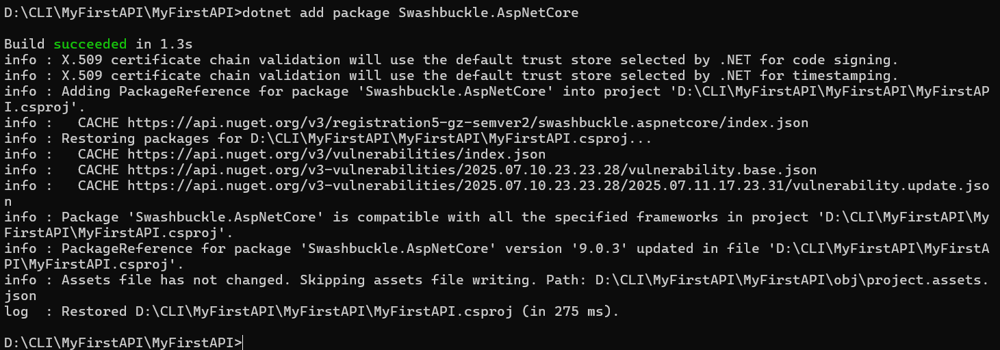 D:\CLI\MyFirstAPI\MyFirstAPI>dotnet add package Swashbuckle.AspNetCore
Build succeeded in 1.3s
info : X.509 certificate chain validation will use the default trust store selected by .NET for code signing.
info : X.509 certificate chain validation will use the default trust store selected by .NET for timestamping.
info : Adding PackageReference for package 'Swashbuckle.AspNetCore' into project 'D:\CLI\MyFirstAPI\MyFirstAPI\MyFirstAP
I.csproj'.
info :   CACHE https://api.nuget.org/v3/registration5-gz-semver2/swashbuckle.aspnetcore/index.json
info : Restoring packages for D:\CLI\MyFirstAPI\MyFirstAPI\MyFirstAPI.csproj...
info :   CACHE https://api.nuget.org/v3/vulnerabilities/index.json
info :   CACHE https://api.nuget.org/v3-vulnerabilities/2025.07.10.23.23.28/vulnerability.base.json
info :   CACHE https://api.nuget.org/v3-vulnerabilities/2025.07.10.23.23.28/2025.07.11.17.23.31/vulnerability.update.jso
n
info : Package 'Swashbuckle.AspNetCore' is compatible with all the specified frameworks in project 'D:\CLI\MyFirstAPI\My
FirstAPI\MyFirstAPI.csproj'.
info : PackageReference for package 'Swashbuckle.AspNetCore' version '9.0.3' updated in file 'D:\CLI\MyFirstAPI\MyFirstA
PI\MyFirstAPI.csproj'.
info : Assets file has not changed. Skipping assets file writing. Path: D:\CLI\MyFirstAPI\MyFirstAPI\obj\project.assets.
json
log  : Restored D:\CLI\MyFirstAPI\MyFirstAPI\MyFirstAPI.csproj (in 275 ms).
D:\CLI\MyFirstAPI\MyFirstAPI>